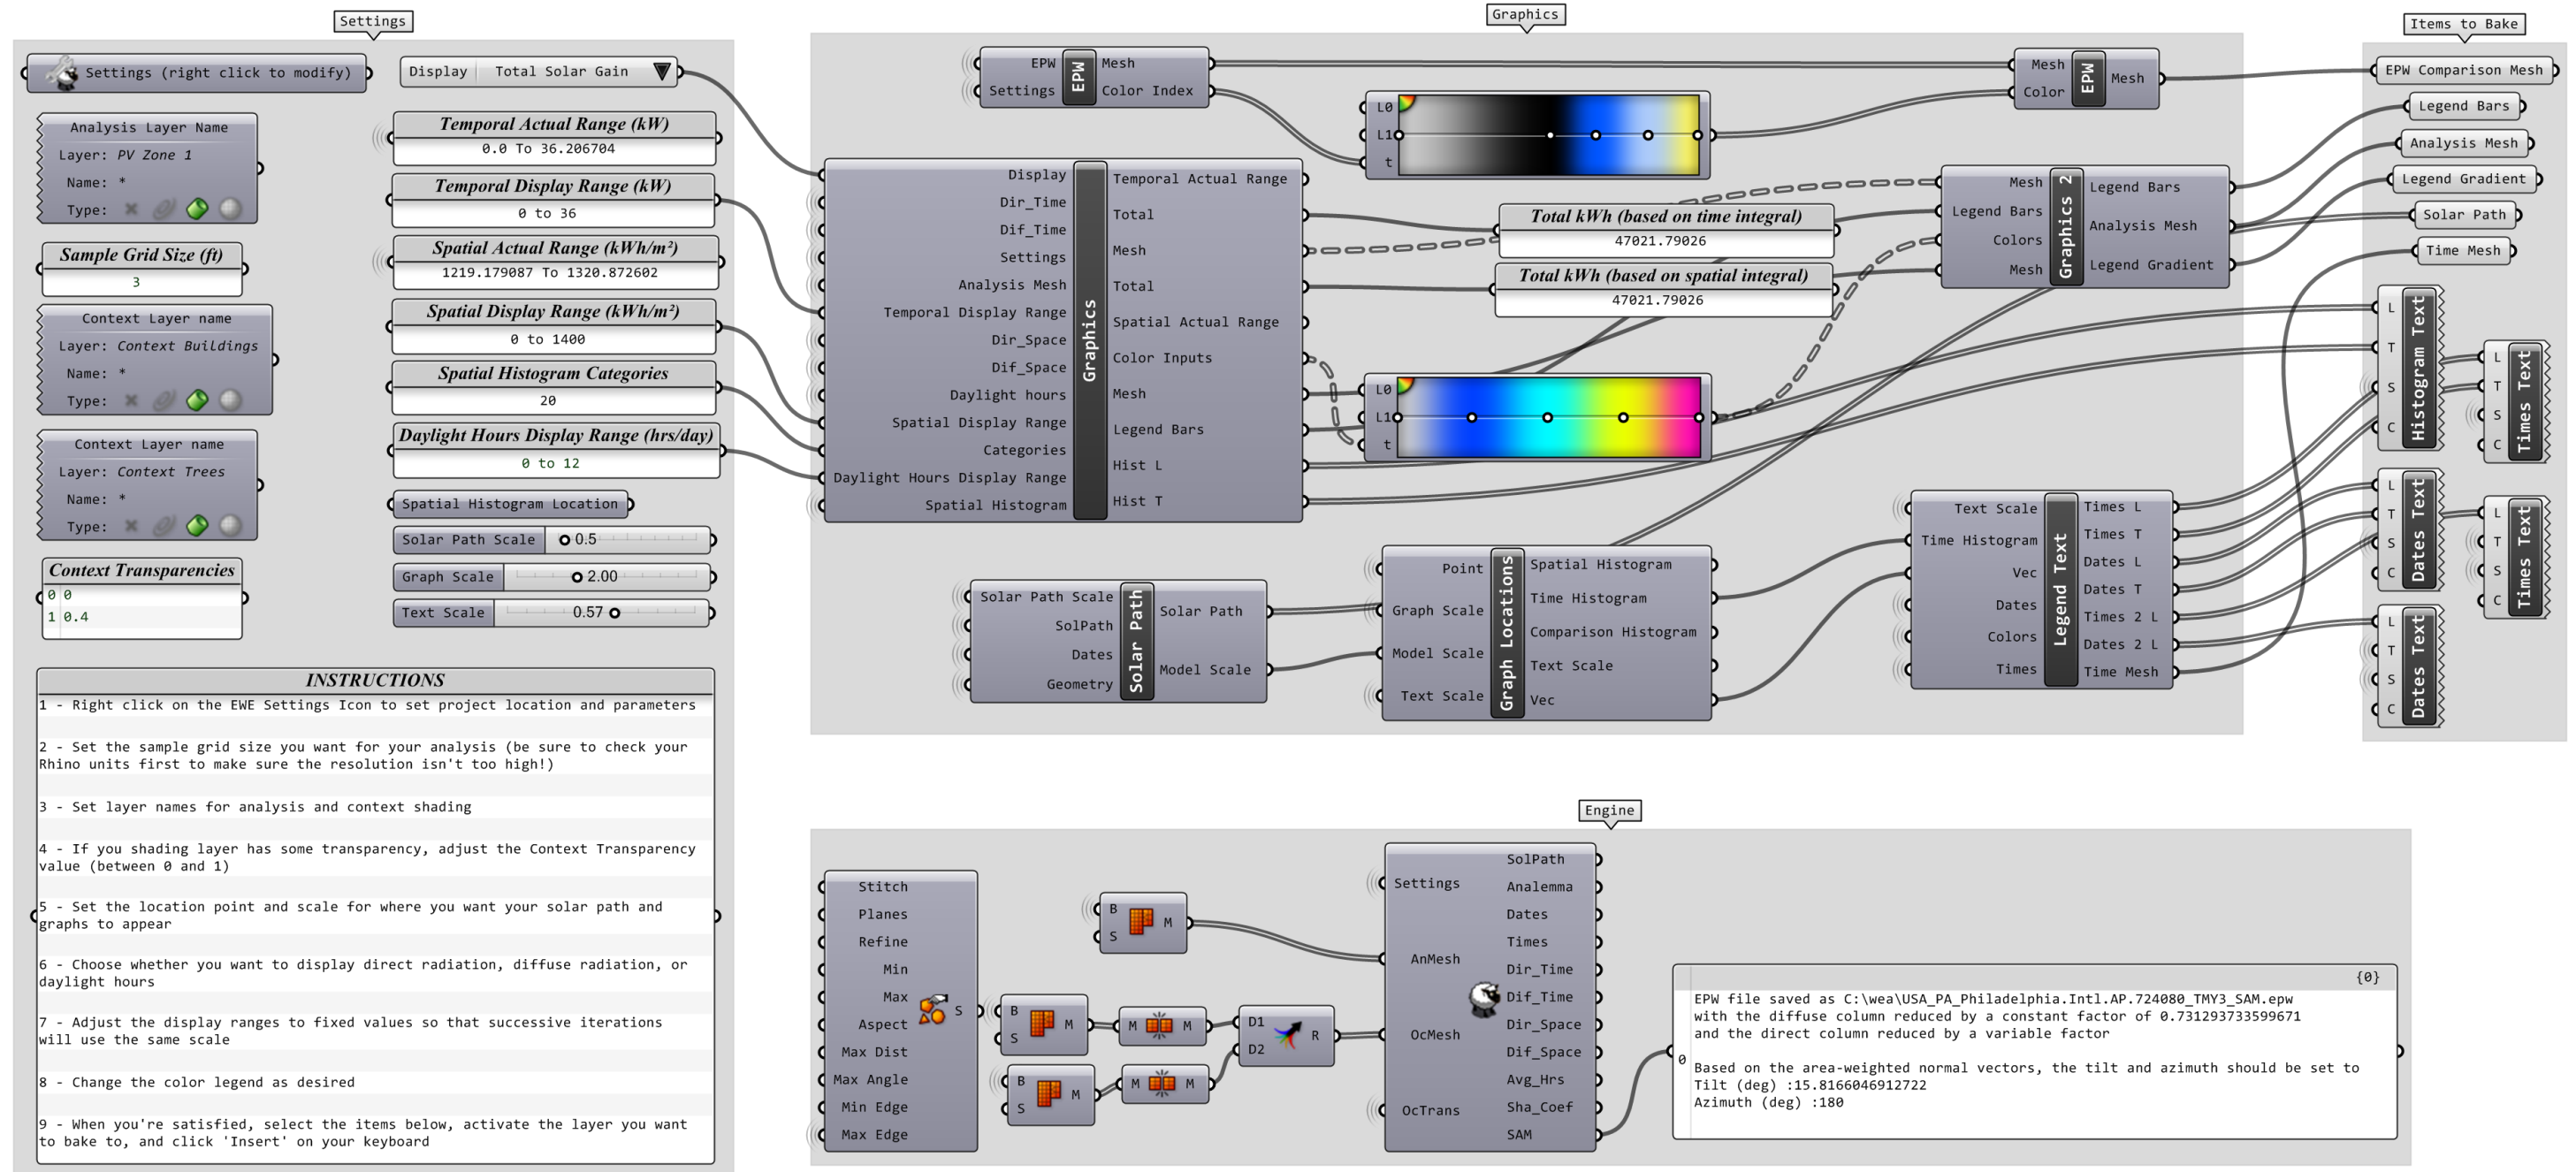 Settings
Settings (right click to modify)
Display Total Solar Gain
Analysis Layer Name
Layer: PV Zone 1
Name: *
Type:
Sample Grid Size (ft)
3
Context Layer name
Layer: Context Buildings
Name: *
Type:
Context Layer name
Layer: Context Trees
Name: *
Type:
Context Transparencies
0 0
1 0.4
Temporal Actual Range (kW)
0.0 To 36.206704
Temporal Display Range (kW)
0 to 36
Spatial Actual Range (kWh/m²)
1219.179087 To 1320.872602
Spatial Display Range (kWh/m²)
0 to 1400
Spatial Histogram Categories
20
Daylight Hours Display Range (hrs/day)
0 to 12
Spatial Histogram Location
Solar Path Scale 0.5
Graph Scale 2.00
Text Scale 0.57
INSTRUCTIONS
1 - Right click on the EWE Settings Icon to set project location and parameters
2 - Set the sample grid size you want for your analysis (be sure to check your
Rhino units first to make sure the resolution isn't too high!)
3 - Set layer names for analysis and context shading
4 - If you shading layer has some transparency, adjust the Context Transparency
value (between 0 and 1)
5 - Set the location point and scale for where you want your solar path and
graphs to appear
6 - Choose whether you want to display direct radiation, diffuse radiation, or
daylight hours
7 - Adjust the display ranges to fixed values so that successive iterations
will use the same scale
8 - Change the color legend as desired
9 - When you're satisfied, select the items below, activate the layer you want
to bake to, and click 'Insert' on your keyboard
Graphics
EPW
Settings
EPW
Mesh
Color Index
L0
L1
t
Mesh
Color
EPW
Mesh
Display
Dir_Time
Dif_Time
Settings
Analysis Mesh
Temporal Display Range
Dir_Space
Dif_Space
Daylight hours
Spatial Display Range
Categories
Daylight Hours Display Range
Spatial Histogram
Graphics
Temporal Actual Range
Total
Mesh
Total
Spatial Actual Range
Color Inputs
Mesh
Legend Bars
Hist L
Hist T
Total kWh (based on time integral)
47021.79026
Total kWh (based on spatial integral)
47021.79026
L0
L1
t
Mesh
Legend Bars
Colors
Mesh
Graphics 2
Legend Bars
Analysis Mesh
Legend Gradient
Solar Path Scale
SolPath
Dates
Geometry
Solar Path
Solar Path
Model Scale
Point
Graph Scale
Model Scale
Text Scale
Graph Locations
Spatial Histogram
Time Histogram
Comparison Histogram
Text Scale
Vec
Text Scale
Time Histogram
Vec
Dates
Colors
Times
Legend Text
Times L
Times T
Dates L
Dates T
Times 2 L
Dates 2 L
Time Mesh
Items to Bake
EPW Comparison Mesh
Legend Bars
Analysis Mesh
Legend Gradient
Solar Path
Time Mesh
L
T
S
C
Histogram Text
L
T
S
C
Times Text
L
T
S
C
Dates Text
L
T
S
C
Times Text
L
T
S
C
Dates Text
Engine
Stitch
Planes
Refine
Min
Max
Aspect
Max Dist
Max Angle
Min Edge
Max Edge
S
B
S
M
B
S
M
M M
B
S
M
M M
D1
D2
R
Settings
AnMesh
OcMesh
OcTrans
SolPath
Analemma
Dates
Times
Dir_Time
Dif_Time
Dir_Space
Dif_Space
Avg_Hrs
Sha_Coef
SAM
{0}
0
EPW file saved as C:\wea\USA_PA_Philadelphia.Intl.AP.724080_TMY3_SAM.epw
with the diffuse column reduced by a constant factor of 0.731293733599671
and the direct column reduced by a variable factor
Based on the area-weighted normal vectors, the tilt and azimuth should be set to
Tilt (deg) :15.8166046912722
Azimuth (deg) :180